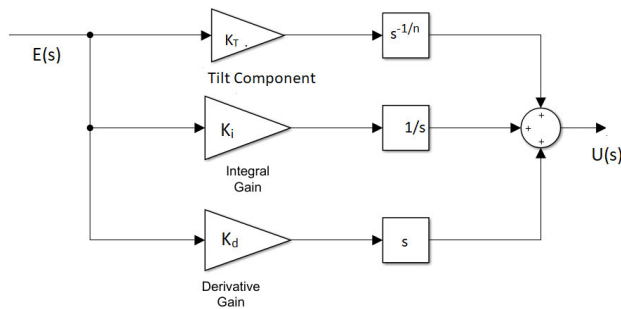 E(s)
K_T .
s^{-1/n}
Tilt Component
K_i
1/s
+
+
+
U(s)
Integral
Gain
K_d
s
Derivative
Gain